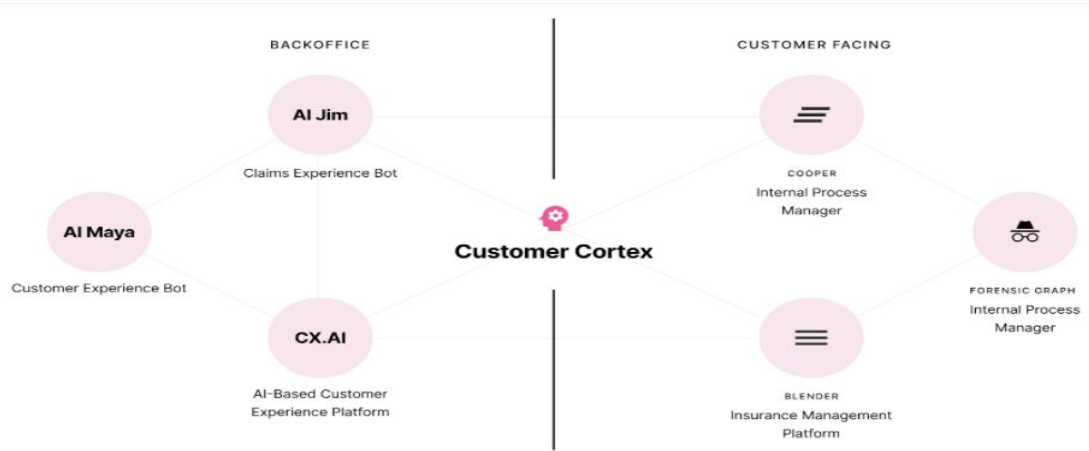 BACKOFFICE
CUSTOMER FACING
AI Jim
Claims Experience Bot
COOPER
Internal Process
Manager
AI Maya
Customer Experience Bot
Customer Cortex
FORENSIC GRAPH
Internal Process
Manager
CX.AI
AI-Based Customer
Experience Platform
BLENDER
Insurance Management
Platform